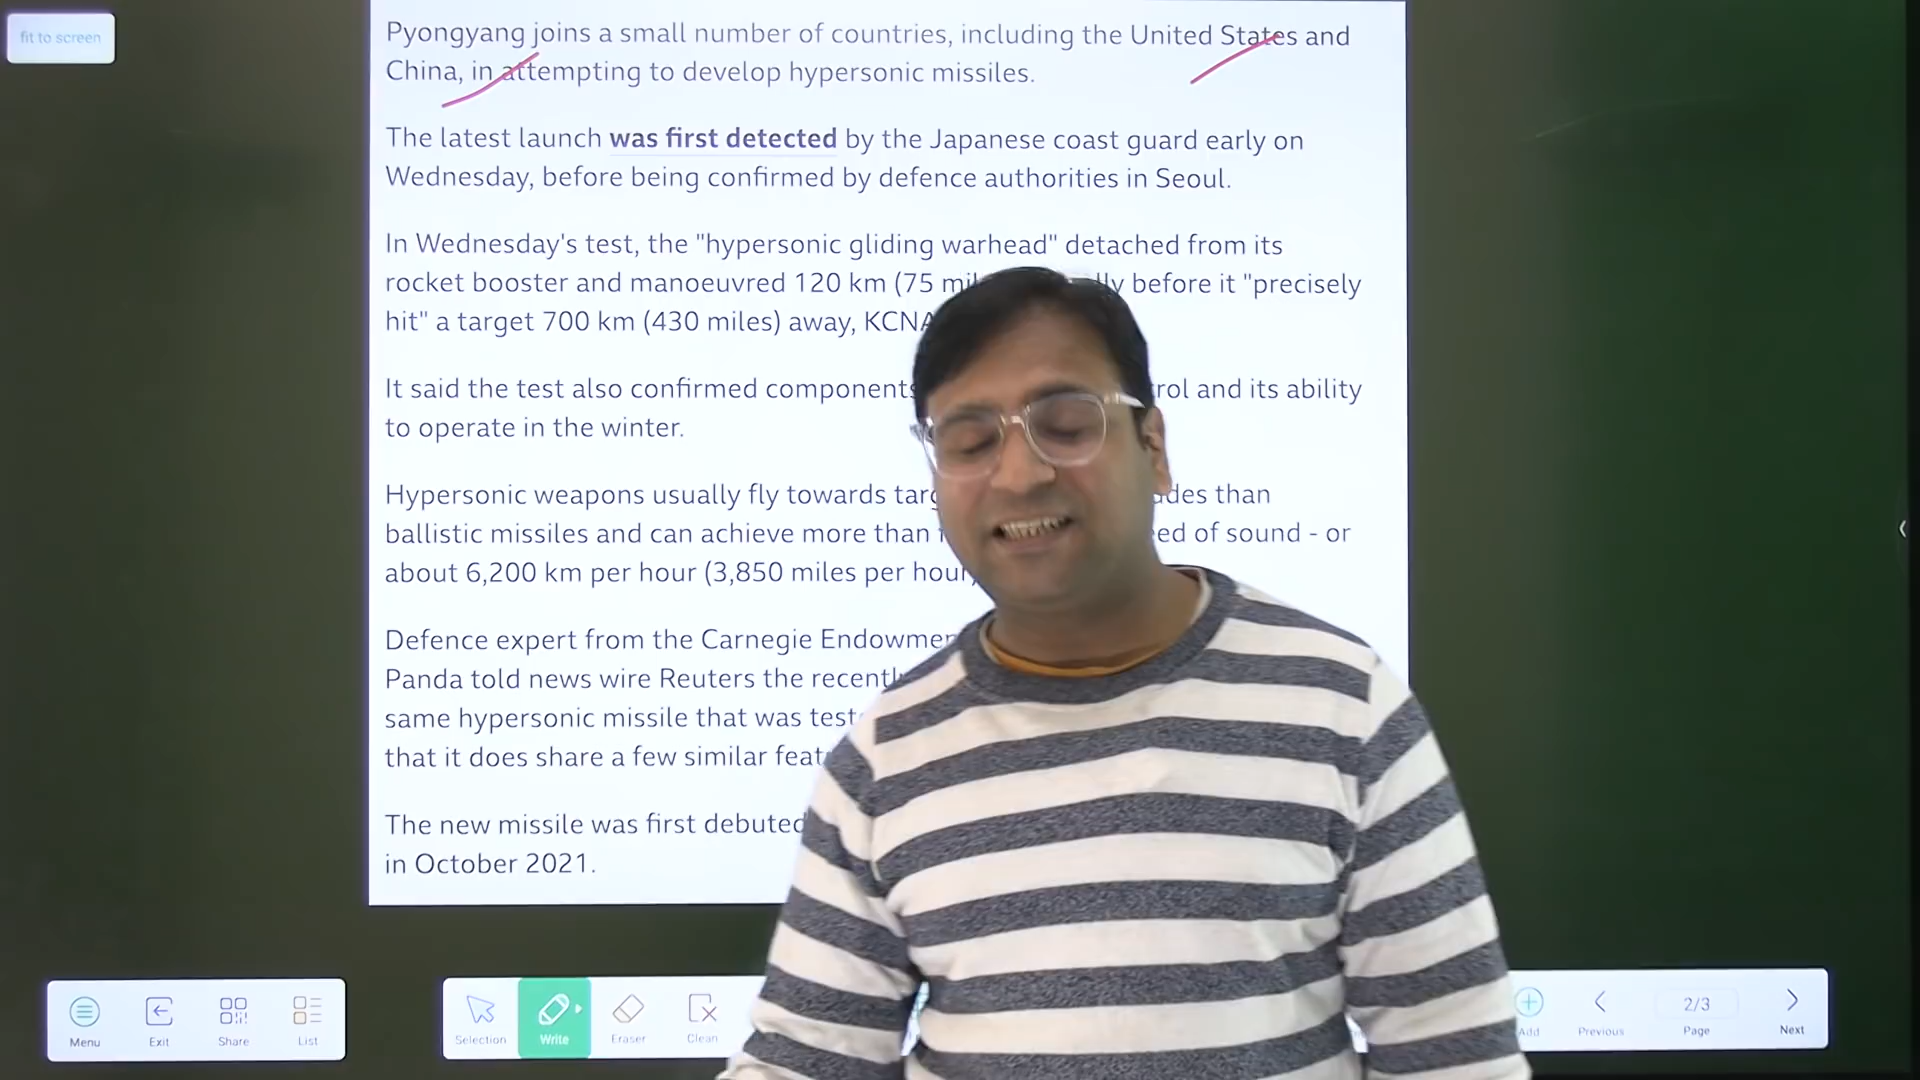 fit to screen
Pyongyang joins a small number of countries, including the United States and
China, in attempting to develop hypersonic missiles.
The latest launch was first detected by the Japanese coast guard early on
Wednesday, before being confirmed by defence authorities in Seoul.
In Wednesday's test, the "hypersonic gliding warhead" detached from its
rocket booster and manoeuvred 120 km (75 before it "precisely
hit" a target 700 km (430 miles) away, KCNA
It said the test also confirmed components and its ability
to operate in the winter.
Hypersonic weapons usually fly towards than
ballistic missiles and can achieve more than of sound - or
about 6,200 km per hour (3,850 miles per hour
Defence expert from the Carnegie
Panda told news wire Reuters the
same hypersonic missile that was
that it does share a few similar
The new missile was first debuted
in October 2021.
Menu
Exit
Share
List
Selection
Write
Eraser
Clean
Add
Previous
2/3
Page
Next